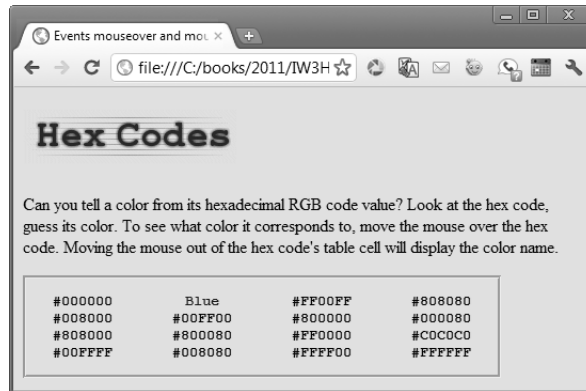 Events mouseover and mou
file:///C:/books/2011/IW3H
Hex Codes
Can you tell a color from its hexadecimal RGB code value? Look at the hex code,
guess its color. To see what color it corresponds to, move the mouse over the hex
code. Moving the mouse out of the hex code's table cell will display the color name.
#000000 Blue #FF00FF #808080
#008000 #00FF00 #800000 #000080
#808000 #800080 #FF0000 #C0C0C0
#00FFFF #008080 #FFFF00 #FFFFFF